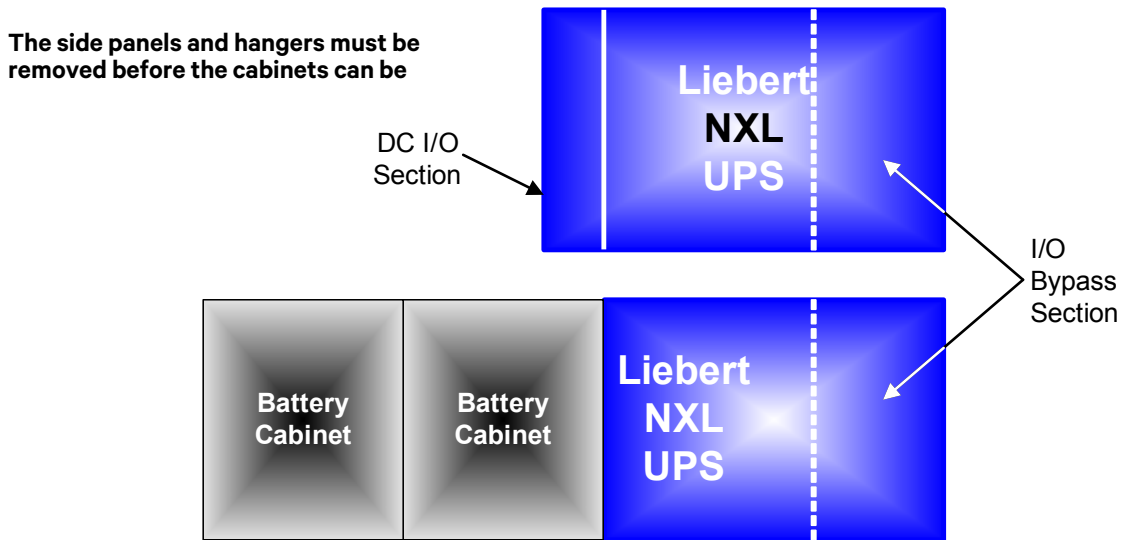 The side panels and hangers must be
removed before the cabinets can be
Liebert
NXL
UPS
DC I/O
Section
I/O
Bypass
Section
Battery
Cabinet
Battery
Cabinet
Liebert
NXL
UPS